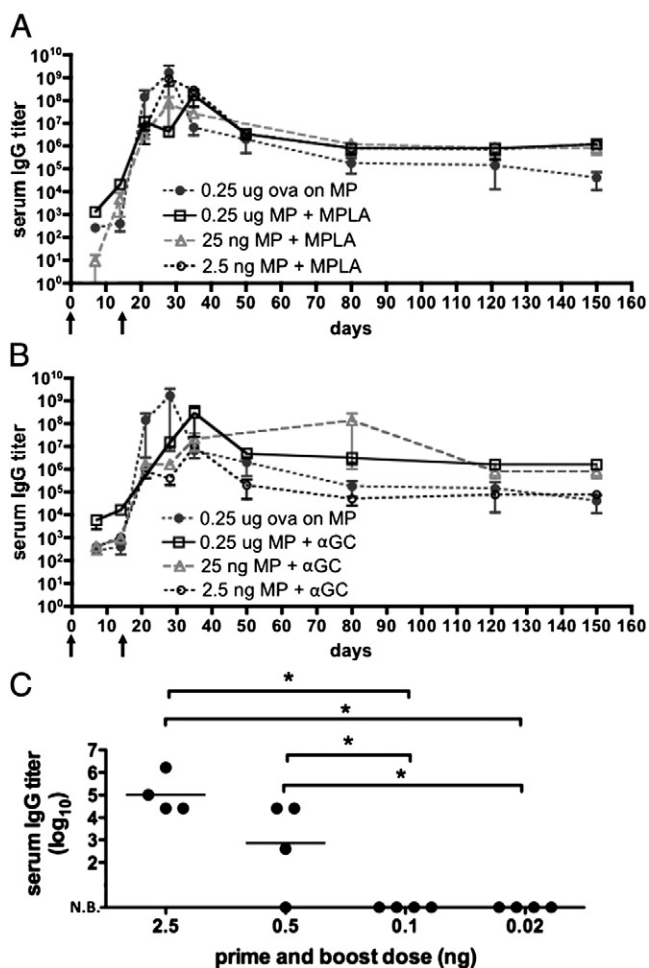 A
serum IgG titer
10^10
10^9
10^8
10^7
10^6
10^5
10^4
10^3
10^2
10^1
10^0
0.25 ug ova on MP
0.25 ug MP + MPLA
25 ng MP + MPLA
2.5 ng MP + MPLA
0 10 20 30 40 50 60 70 80 90 100 110 120 130 140 150 160
days
B
serum IgG titer
10^10
10^9
10^8
10^7
10^6
10^5
10^4
10^3
10^2
10^1
10^0
0.25 ug ova on MP
0.25 ug MP + αGC
25 ng MP + αGC
2.5 ng MP + αGC
0 10 20 30 40 50 60 70 80 90 100 110 120 130 140 150 160
days
C
*
*
*
*
serum IgG titer
(log10)
7
6
5
4
3
2
N.B.
2.5 0.5 0.1 0.02
prime and boost dose (ng)